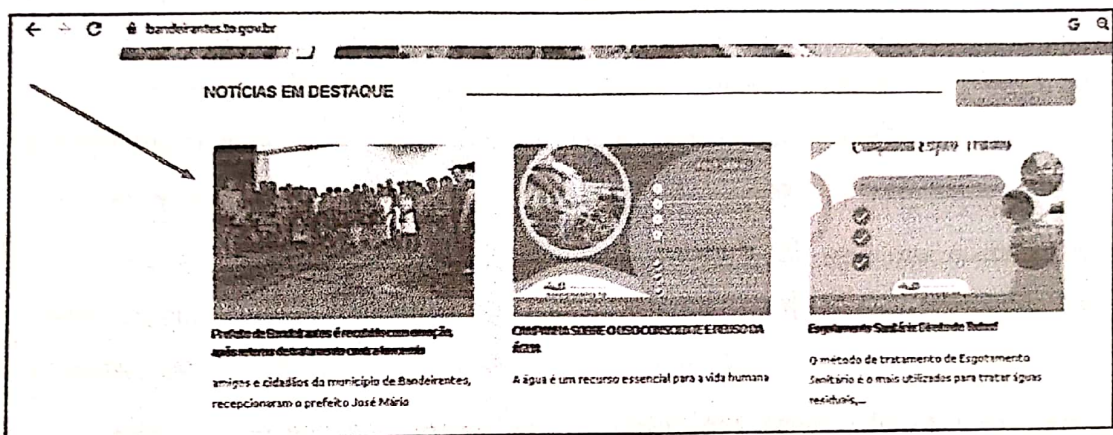 bandeirantes.to.gov.br
NOTÍCIAS EM DESTAQUE
Prefeito de Bandeirantes é recebido com emoção,
após retorno de tratamento contra leucemia
amigos e cidadãos do município de Bandeirantes,
recepcionaram o prefeito José Mário
CAMPANHA SOBRE O USO CONSCIENTE E REUSO DA
ÁGUA
A água é um recurso essencial para a vida humana
Esgotamento Sanitário: Direito de Todos!
O método de tratamento de Esgotamento
Sanitário é o mais utilizados para tratar águas
residuais,...